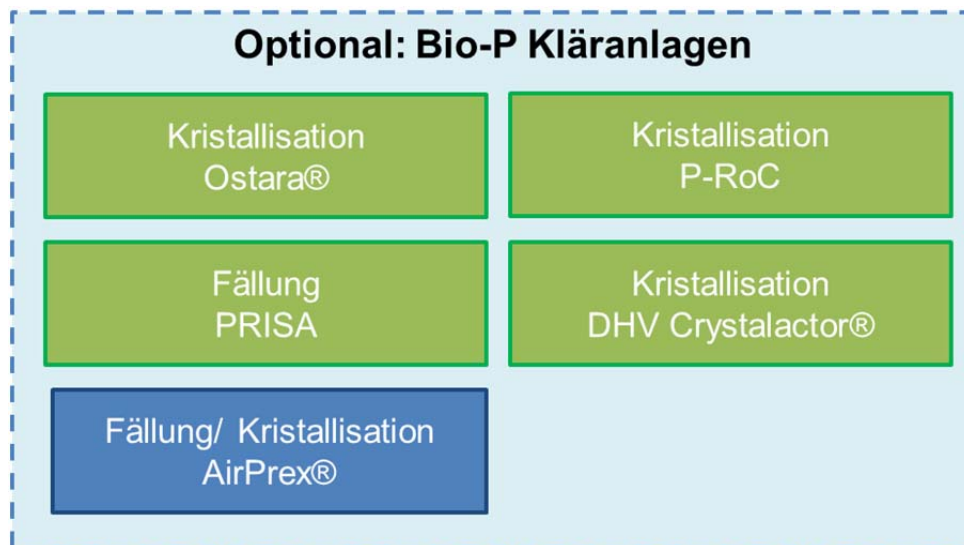 Optional: Bio-P Kläranlagen
Kristallisation
Ostara®
Kristallisation
P-RoC
Fällung
PRISA
Kristallisation
DHV Crystalactor®
Fällung/ Kristallisation
AirPrex®